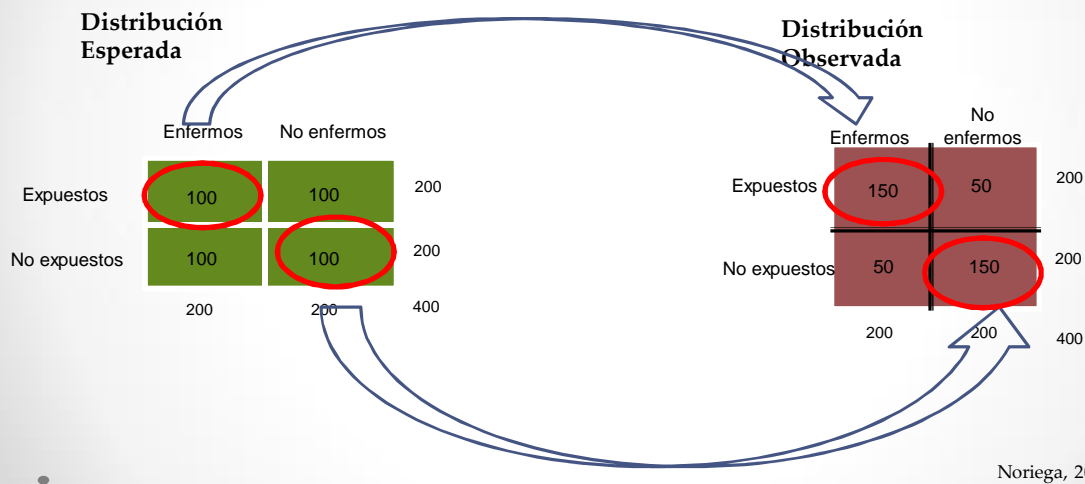 Distribución
Esperada
Enfermos No enfermos
Expuestos 100 100 200
No expuestos 100 100 200
200 200 400
Distribución
Observada
No
Enfermos enfermos
Expuestos 150 50 200
No expuestos 50 150 200
200 200 400
Noriega,